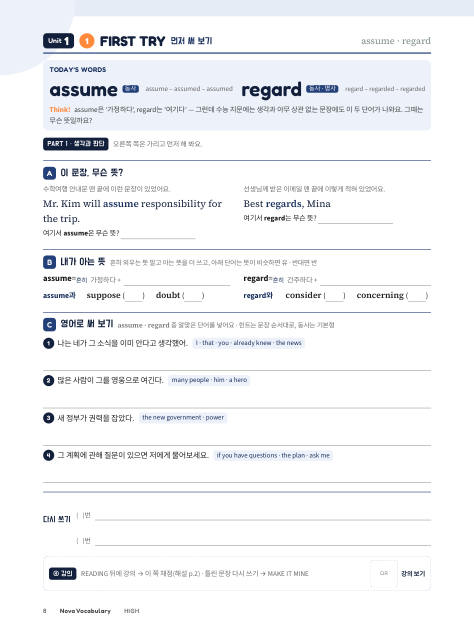 Unit 1 1 FIRST TRY 먼저 써 보기 assume · regard
TODAY'S WORDS
assume 동사 assume – assumed – assumed regard 동사 · 명사 regard – regarded – regarded
Think! assume은 '가정하다', regard는 '여기다' — 그런데 수능 지문에는 생각과 아무 상관 없는 문장에도 이 두 단어가 나와요. 그때는
무슨 뜻일까요?
PART 1 · 생각과 판단 오른쪽 쪽은 가리고 먼저 해 봐요.
A 이 문장, 무슨 뜻?
수학여행 안내문 맨 끝에 이런 문장이 있었어요.
Mr. Kim will assume responsibility for
the trip.
여기서 assume은 무슨 뜻?
선생님께 받은 이메일 맨 끝에 이렇게 적혀 있었어요.
Best regards, Mina
여기서 regard는 무슨 뜻?
B 내가 아는 뜻 흔히 외우는 뜻 말고 아는 뜻을 더 쓰고, 아래 단어는 뜻이 비슷하면 유 · 반대면 반
assume= 흔히 가정하다 +
regard= 흔히 간주하다 +
assume과 suppose ( ) doubt ( )
regard와 consider ( ) concerning ( )
C 영어로 써 보기 assume · regard 중 알맞은 단어를 넣어요 · 힌트는 문장 순서대로, 동사는 기본형
1 나는 네가 그 소식을 이미 안다고 생각했어. I · that · you · already knew · the news
2 많은 사람이 그를 영웅으로 여긴다. many people · him · a hero
3 새 정부가 권력을 잡았다. the new government · power
4 그 계획에 관해 질문이 있으면 저에게 물어보세요. if you have questions · the plan · ask me
다시 쓰기 ( )번
( )번
강의 READING 뒤에 강의 → 이 쪽 채점(해설 p.2) · 틀린 문장 다시 쓰기 → MAKE IT MINE QR 강의 보기
8 Nova Vocabulary HIGH